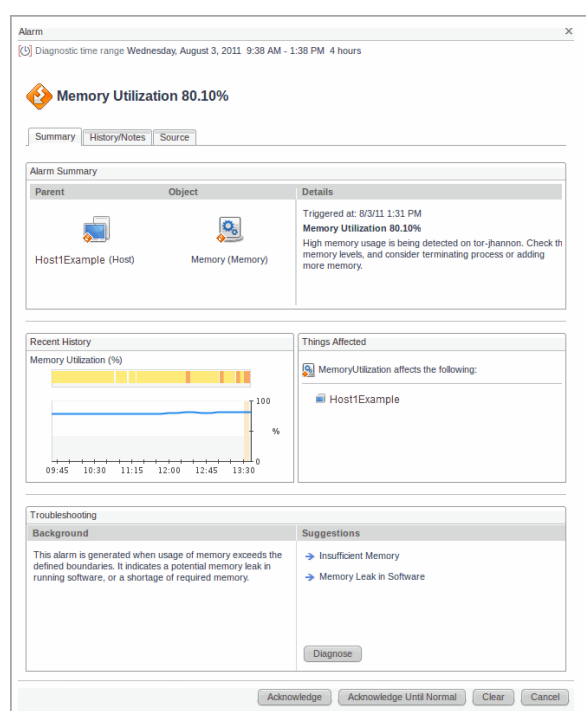 Alarm
Diagnostic time range Wednesday, August 3, 2011 9:38 AM - 1:38 PM 4 hours
Memory Utilization 80.10%
Summary History/Notes Source
Alarm Summary
Parent Object Details
Host1Example (Host)
Memory (Memory)
Triggered at: 8/3/11 1:31 PM
Memory Utilization 80.10%
High memory usage is being detected on tor-jhannon. Check th
memory levels, and consider terminating process or adding
more memory.
Recent History
Memory Utilization (%)
100
%
0
09:45 10:30 11:15 12:00 12:45 13:30
Things Affected
MemoryUtilization affects the following:
Host1Example
Troubleshooting
Background
This alarm is generated when usage of memory exceeds the
defined boundaries. It indicates a potential memory leak in
running software, or a shortage of required memory.
Suggestions
Insufficient Memory
Memory Leak in Software
Diagnose
Acknowledge Acknowledge Until Normal Clear Cancel